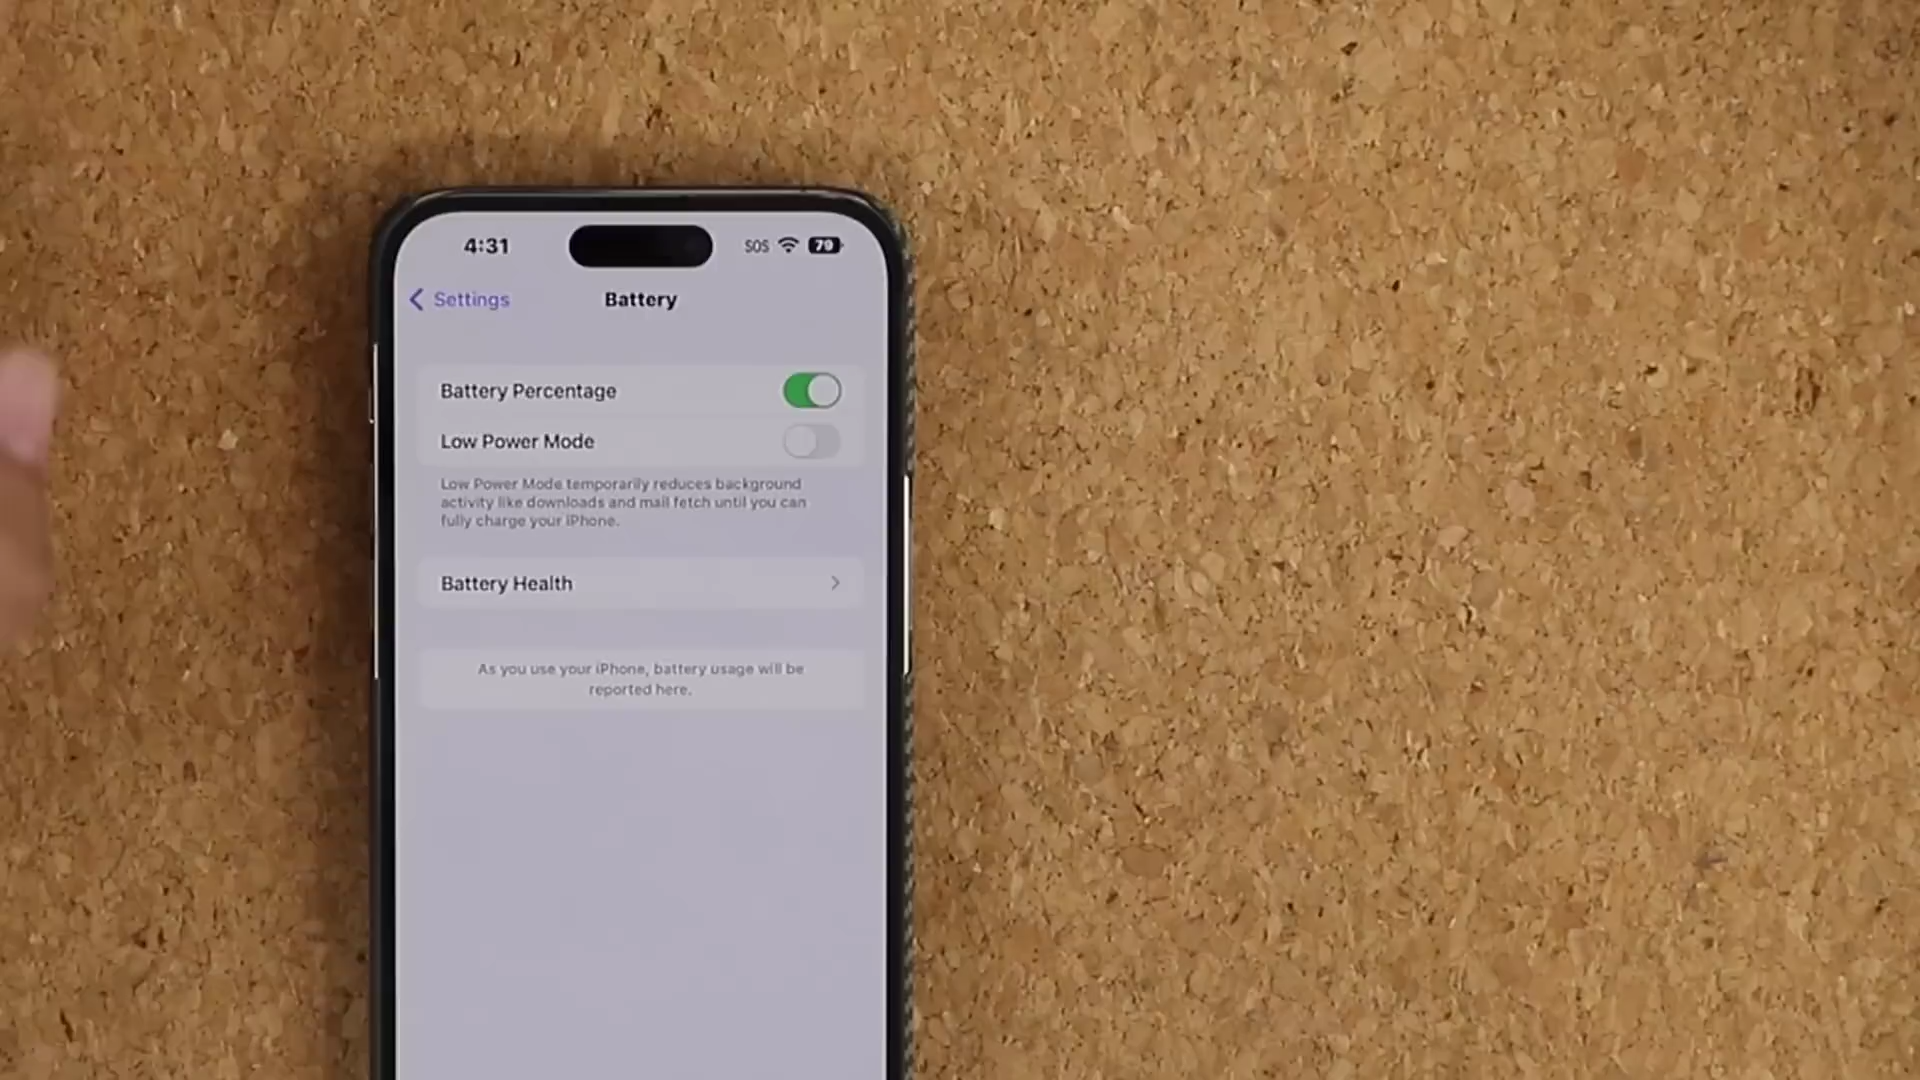 4:31
SOS
79
Settings
Battery
Battery Percentage
Low Power Mode
Low Power Mode temporarily reduces background
activity like downloads and mail fetch until you can
fully charge your iPhone.
Battery Health
As you use your iPhone, battery usage will be
reported here.